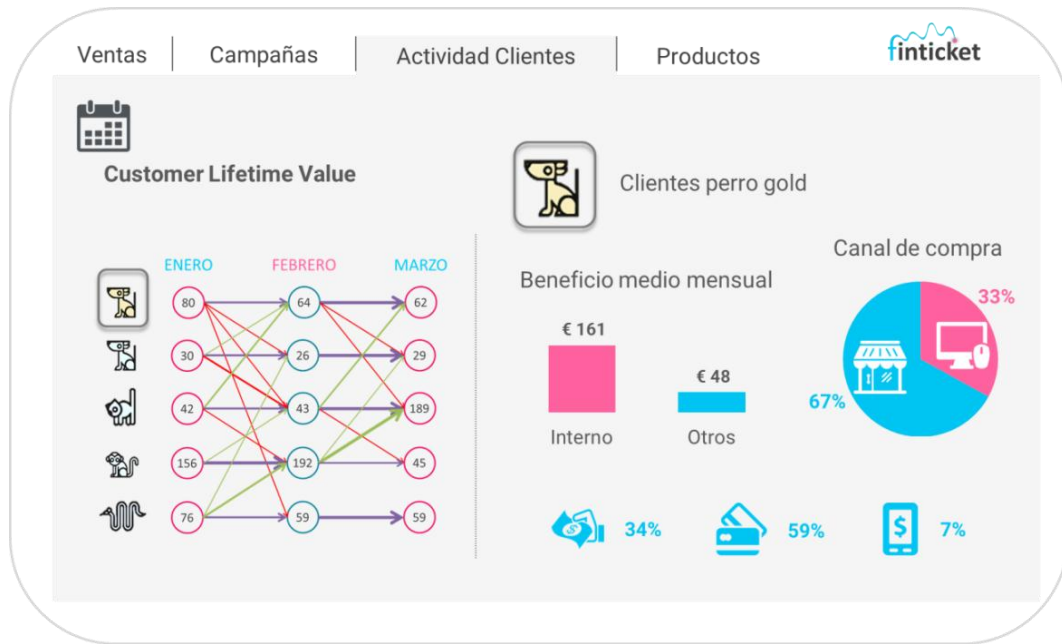 Ventas
Campañas
Actividad Clientes
Productos
finticket
Customer Lifetime Value
Clientes perro gold
ENERO FEBRERO MARZO
80 64 62
30 26 29
42 43 189
156 192 45
76 59 59
Beneficio medio mensual
€ 161
€ 48
Interno
Otros
Canal de compra
33%
67%
$ 34%
59%
$ 7%